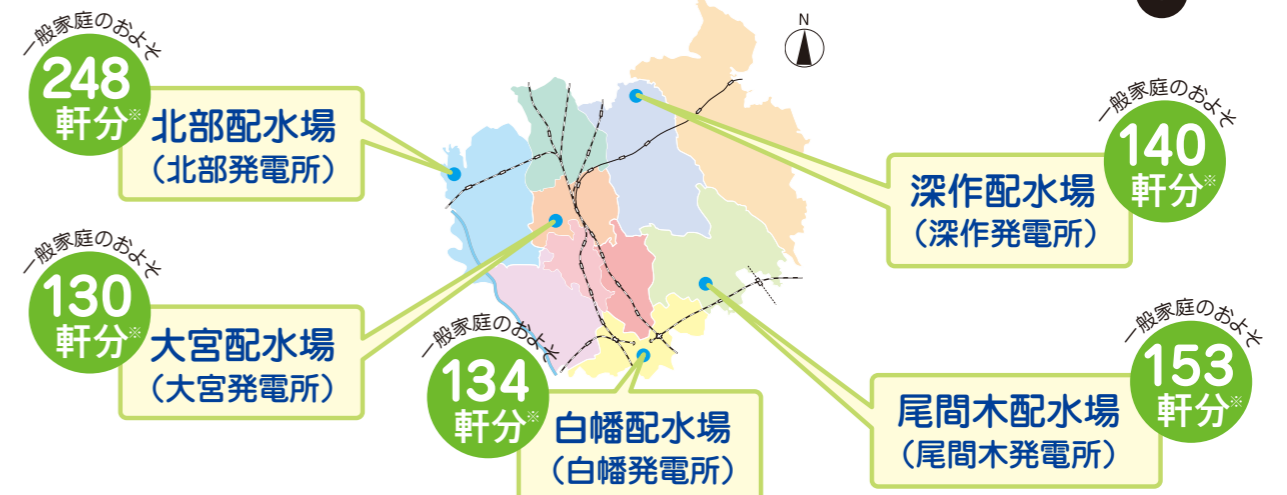 一般家庭のおよそ
248
軒分※
北部配水場
（北部発電所）
N
一般家庭のおよそ
140
軒分※
深作配水場
（深作発電所）
一般家庭のおよそ
130
軒分※
大宮配水場
（大宮発電所）
一般家庭のおよそ
134
軒分※
白幡配水場
（白幡発電所）
一般家庭のおよそ
153
軒分※
尾間木配水場
（尾間木発電所）